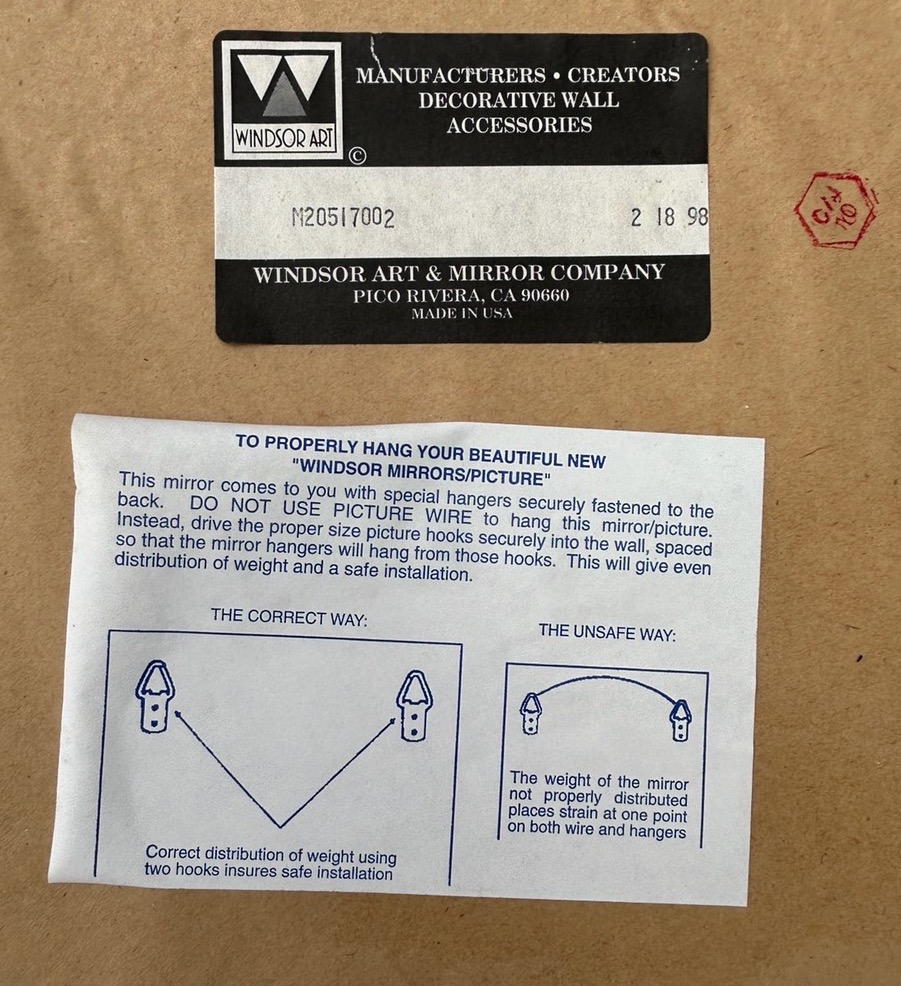 WINDSOR ART
©
MANUFACTURERS • CREATORS
DECORATIVE WALL
ACCESSORIES
M20517002 2 18 98
WINDSOR ART & MIRROR COMPANY
PICO RIVERA, CA 90660
MADE IN USA
TO PROPERLY HANG YOUR BEAUTIFUL NEW
"WINDSOR MIRRORS/PICTURE"
This mirror comes to you with special hangers securely fastened to the
back. DO NOT USE PICTURE WIRE to hang this mirror/picture.
Instead, drive the proper size picture hooks securely into the wall, spaced
so that the mirror hangers will hang from those hooks. This will give even
distribution of weight and a safe installation.
THE CORRECT WAY:
Correct distribution of weight using
two hooks insures safe installation
THE UNSAFE WAY:
The weight of the mirror
not properly distributed
places strain at one point
on both wire and hangers